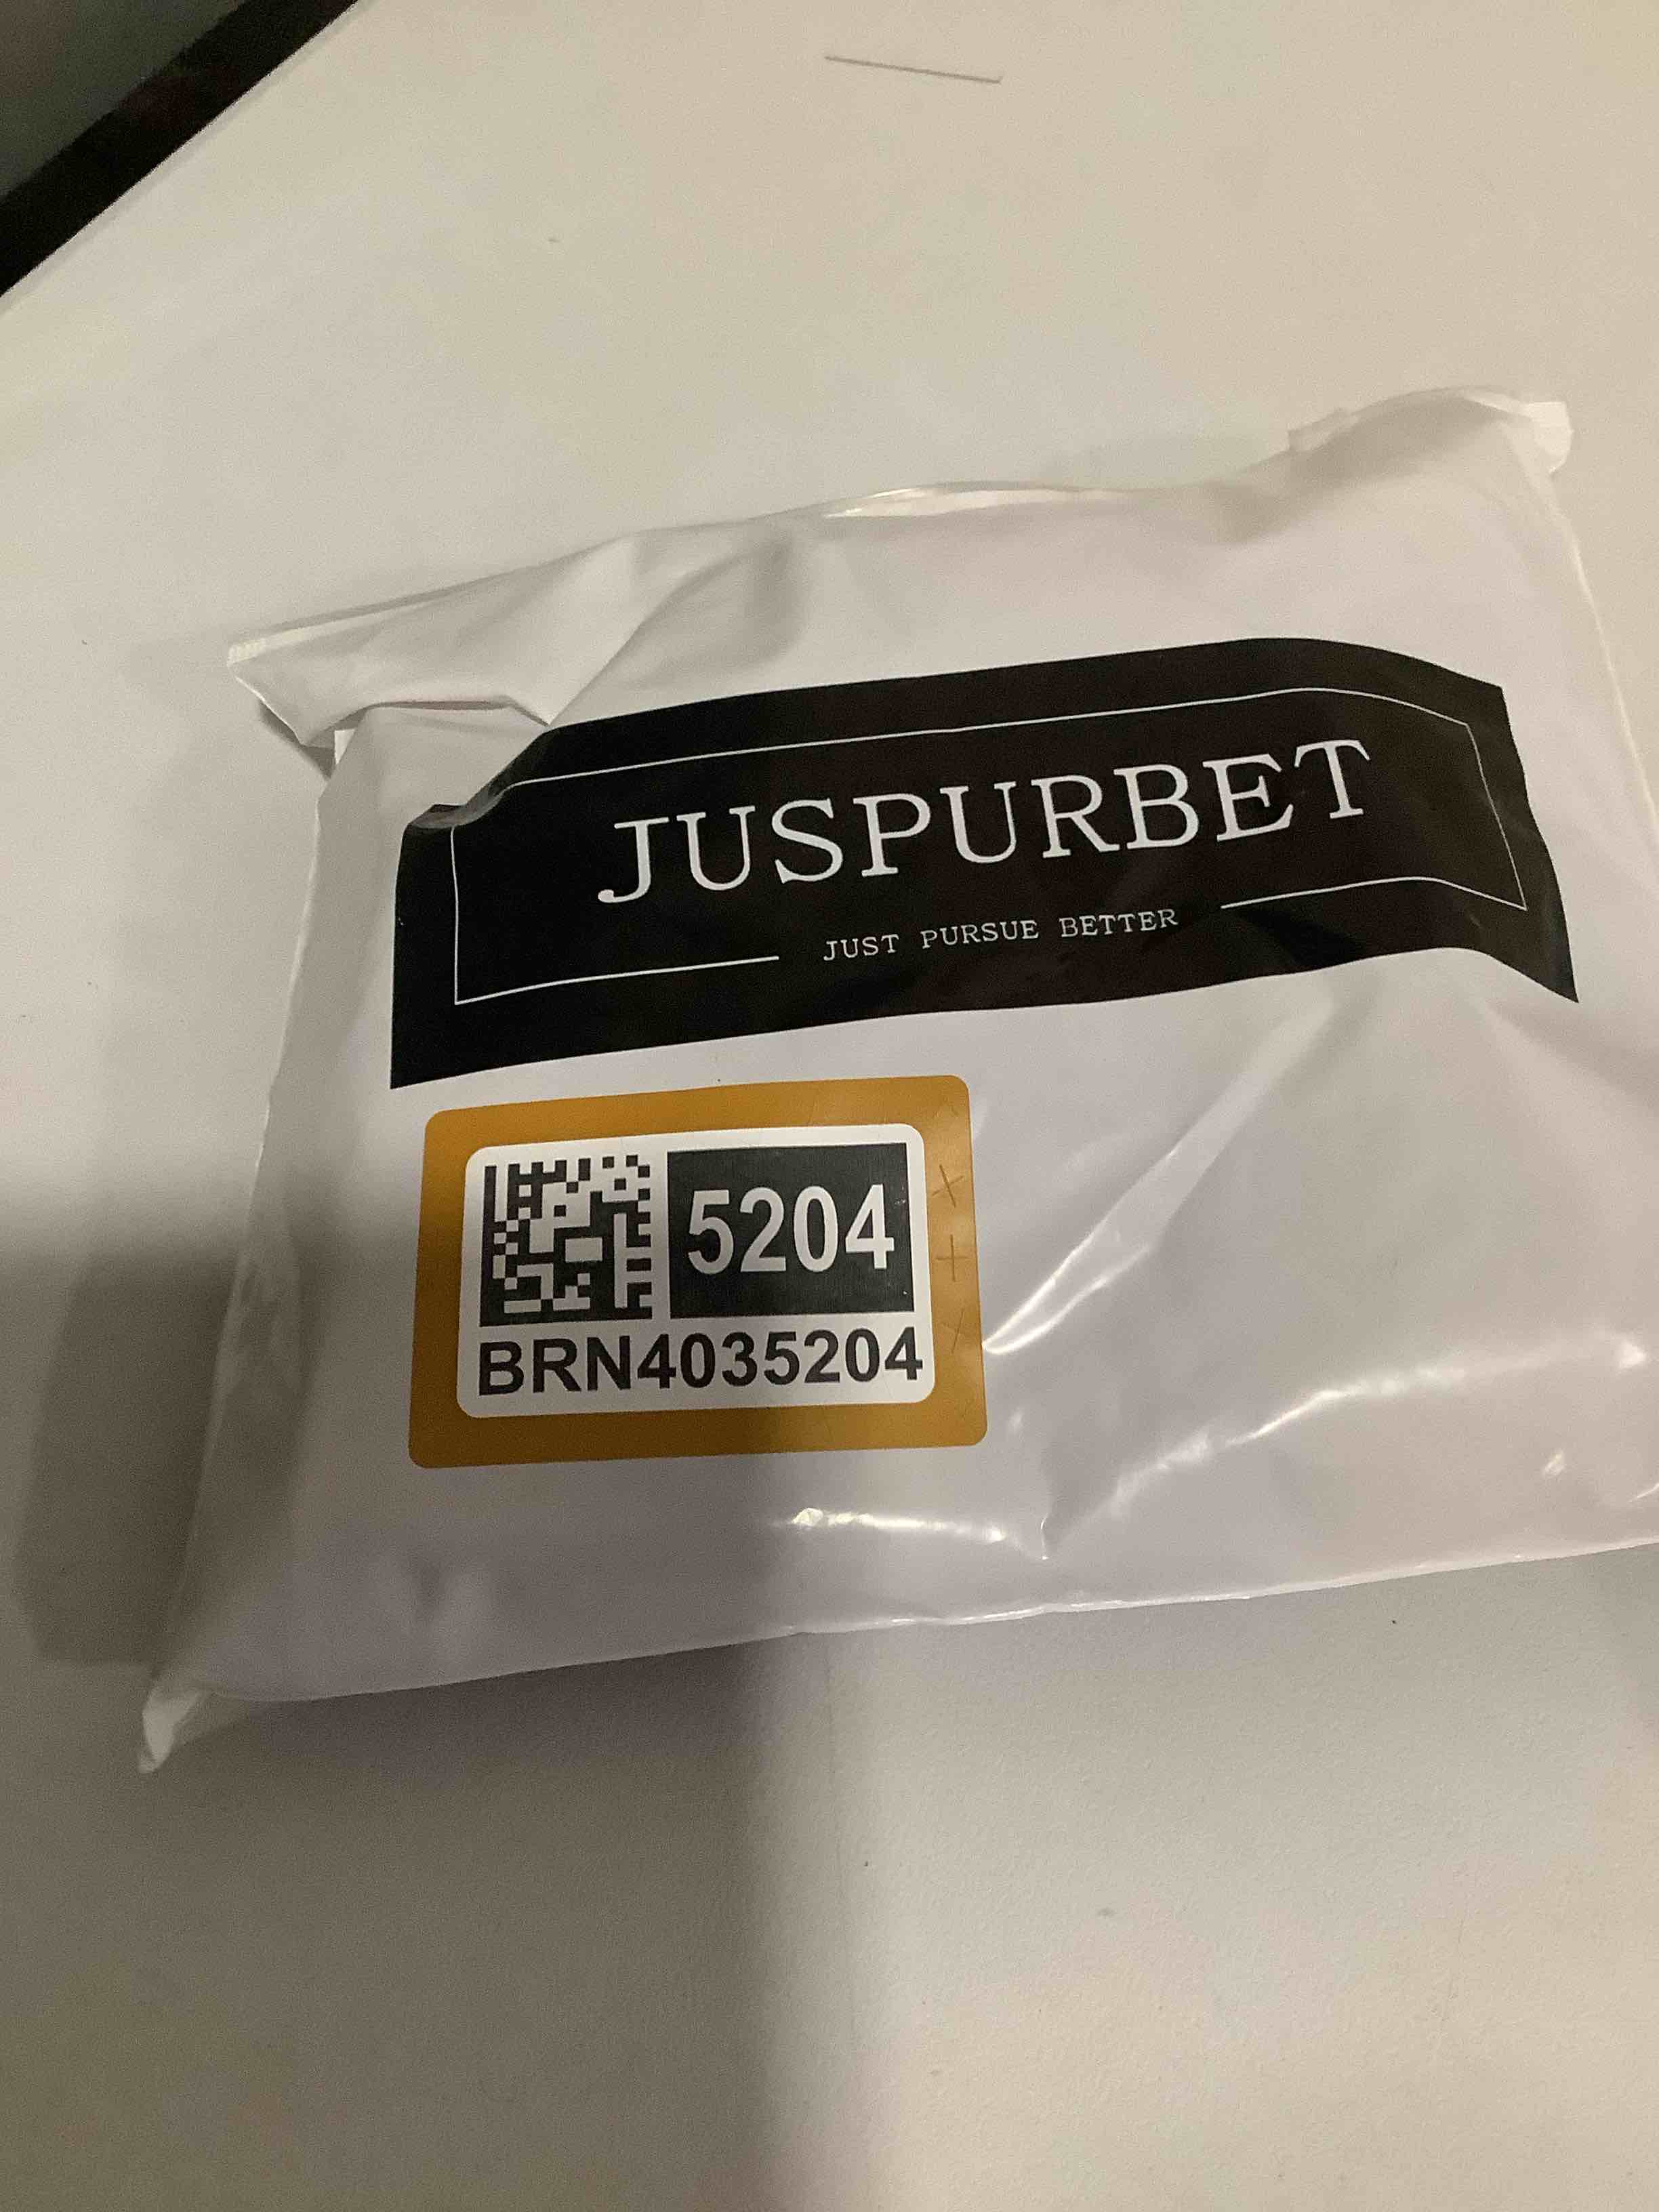 JUSPURBET
JUST PURSUE BETTER
5204
BRN4035204